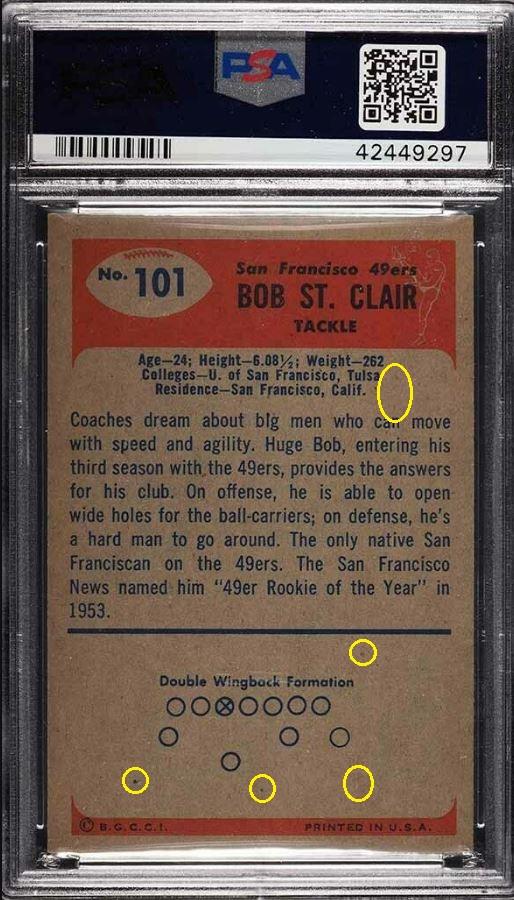 PSA
42449297
No. 101
San Francisco 49ers
BOB ST. CLAIR
TACKLE
Age—24; Height—6.08½; Weight—262
Colleges—U. of San Francisco, Tulsa
Residence—San Francisco, Calif.
Coaches dream about big men who can move
with speed and agility. Huge Bob, entering his
third season with the 49ers, provides the answers
for his club. On offense, he is able to open
wide holes for the ball-carriers; on defense, he's
a hard man to go around. The only native San
Franciscan on the 49ers. The San Francisco
News named him "49er Rookie of the Year" in
1953.
Double Wingback Formation
© B.G.C.C.I. PRINTED IN U.S.A.